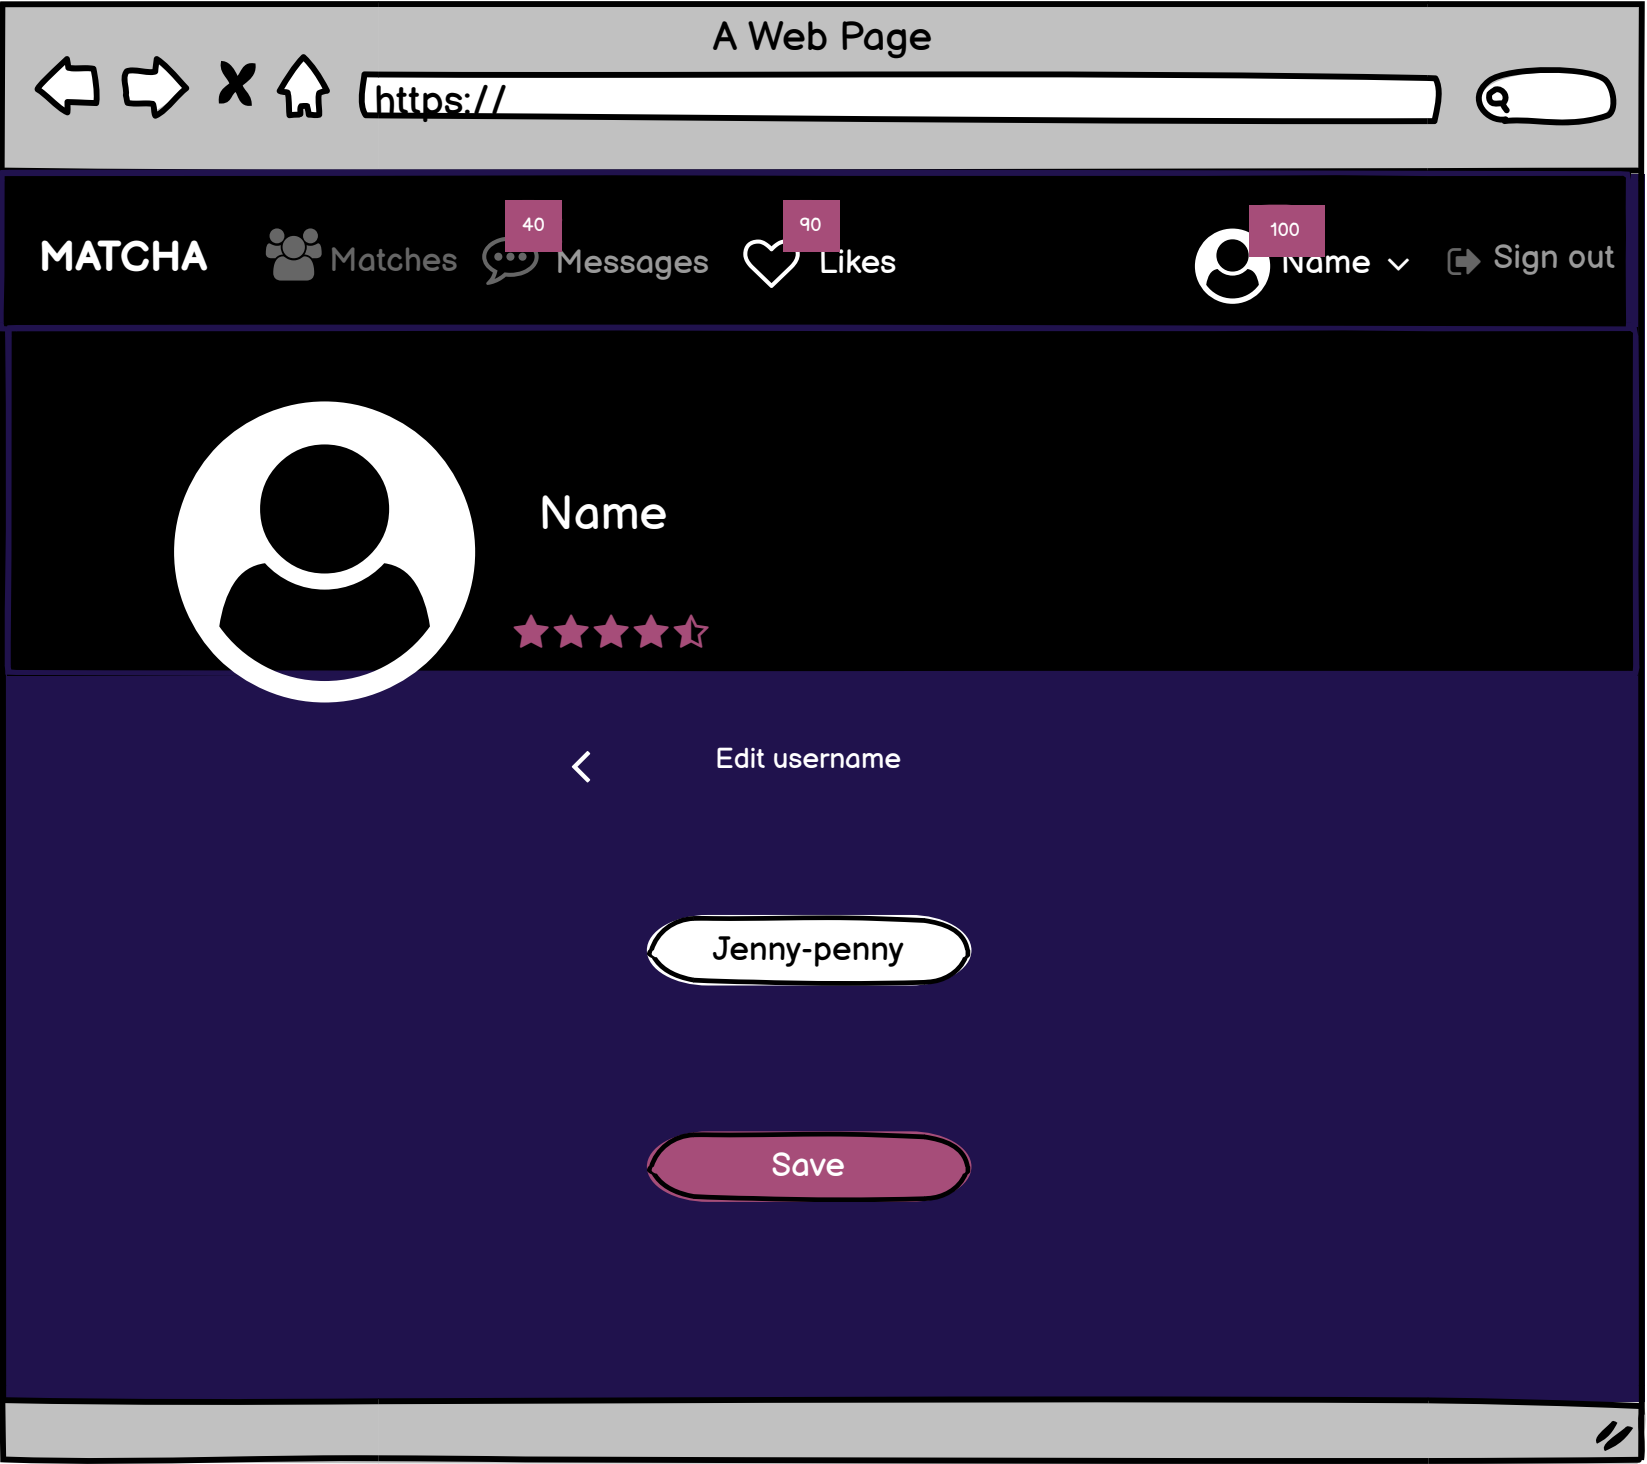 A Web Page
https://
MATCHA
Matches
40
Messages
90
Likes
100
Name
Sign out
Name
Edit username
Jenny-penny
Save